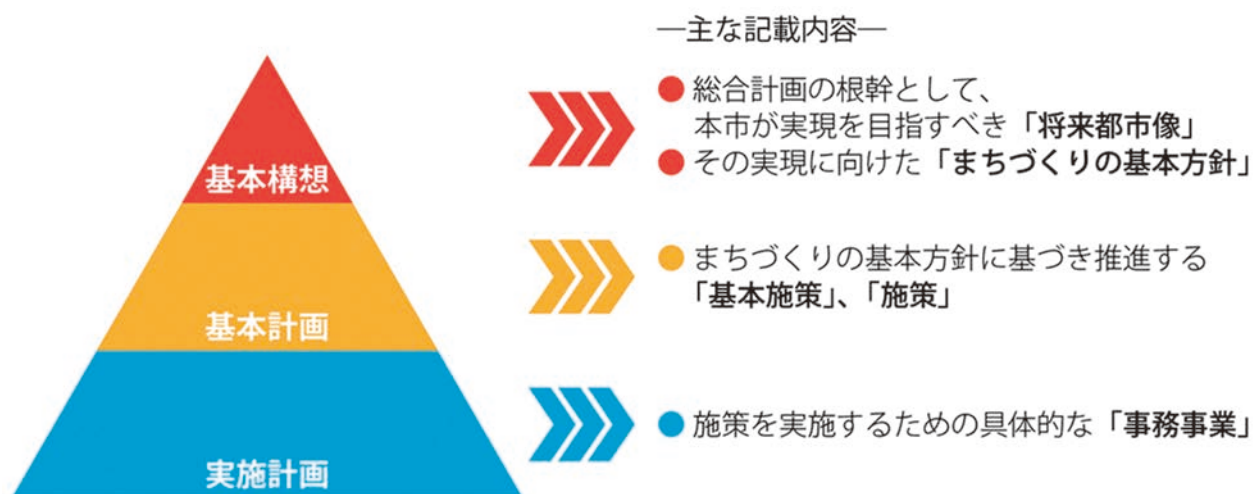 ―主な記載内容―
基本構想
● 総合計画の根幹として、
本市が実現を目指すべき「将来都市像」
● その実現に向けた「まちづくりの基本方針」
基本計画
● まちづくりの基本方針に基づき推進する
「基本施策」、「施策」
実施計画
● 施策を実施するための具体的な「事務事業」